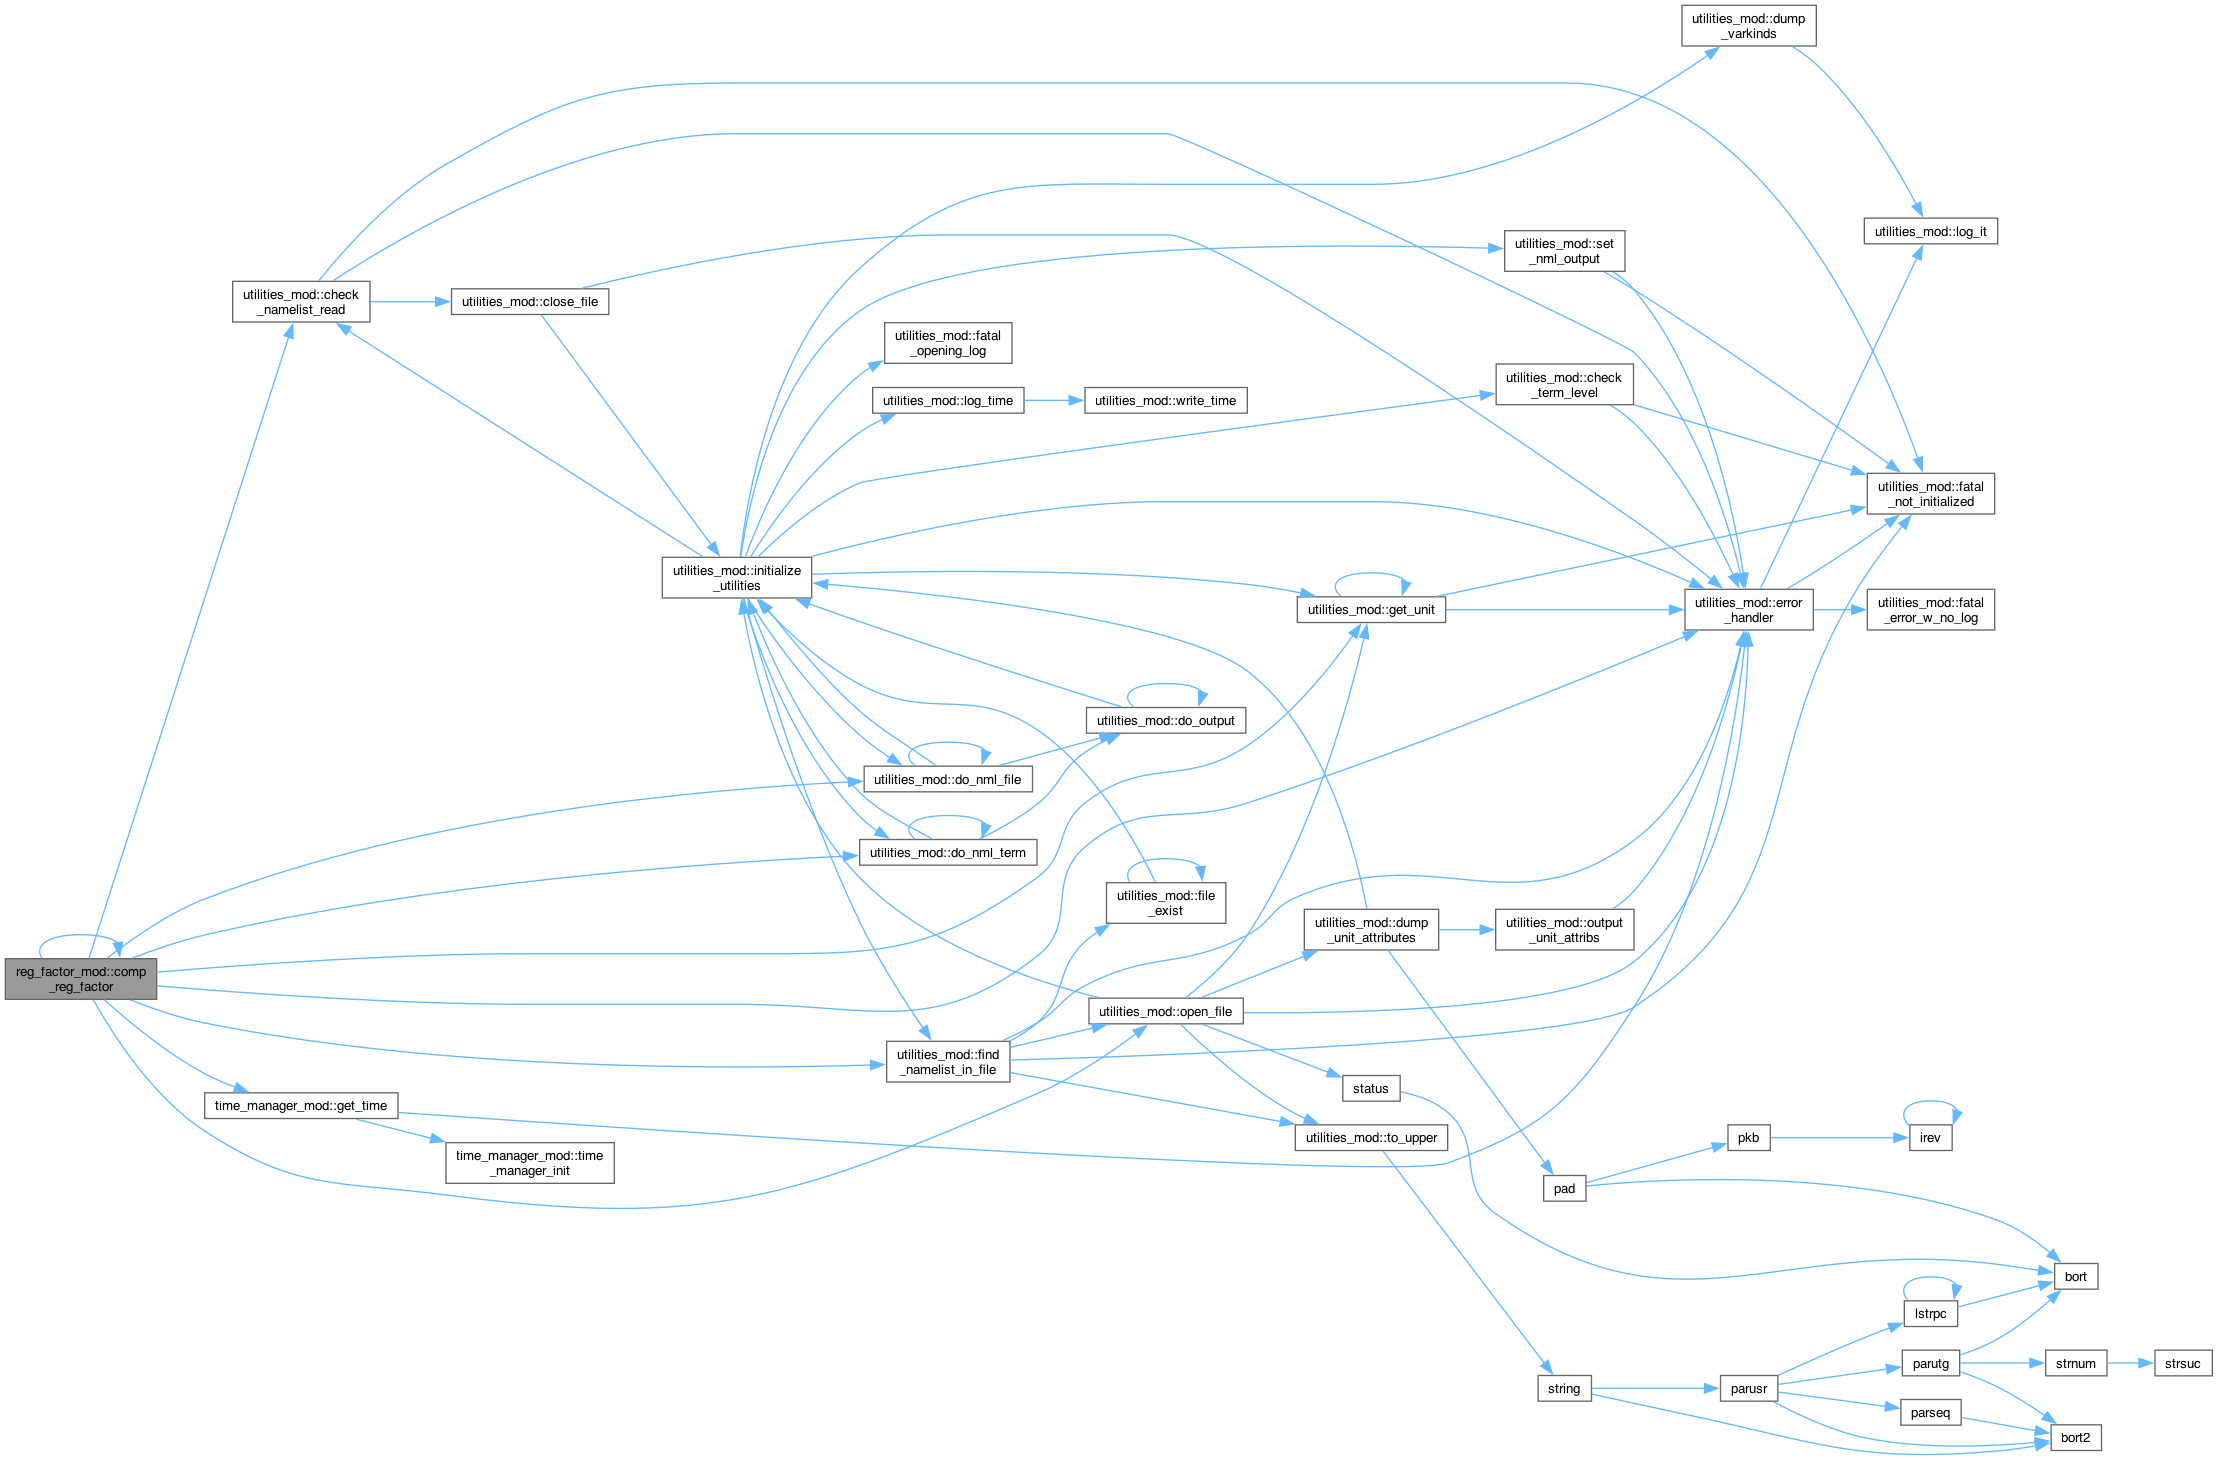 utilities_mod::dump
_varkinds
utilities_mod::log_it
utilities_mod::set
_nml_output
utilities_mod::check
_namelist_read
utilities_mod::close_file
utilities_mod::fatal
_opening_log
utilities_mod::log_time
utilities_mod::write_time
utilities_mod::check
_term_level
utilities_mod::fatal
_not_initialized
utilities_mod::initialize
_utilities
utilities_mod::get_unit
utilities_mod::error
_handler
utilities_mod::fatal
_error_w_no_log
utilities_mod::do_output
utilities_mod::do_nml_file
utilities_mod::do_nml_term
utilities_mod::file
_exist
utilities_mod::dump
_unit_attributes
utilities_mod::output
_unit_attribs
reg_factor_mod::comp
_reg_factor
utilities_mod::open_file
utilities_mod::find
_namelist_in_file
status
time_manager_mod::get_time
utilities_mod::to_upper
pkb
irev
time_manager_mod::time
_manager_init
pad
bort
lstrpc
parutg
strnum
strsuc
string
parusr
parseq
bort2